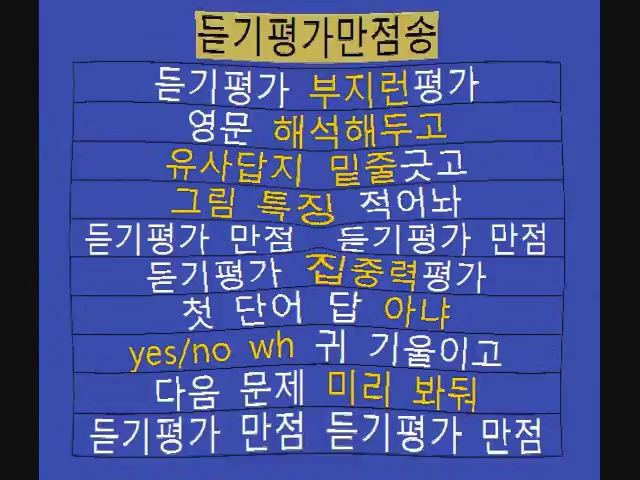 듣기평가만점송
듣기평가 부지런평가
영문 해석해두고
유사답지 밑줄긋고
그림 특징 적어놔
듣기평가 만점 듣기평가 만점
듣기평가 집중력평가
첫 단어 답 아냐
yes/no wh 귀 기울이고
다음 문제 미리 봐둬
듣기평가 만점 듣기평가 만점